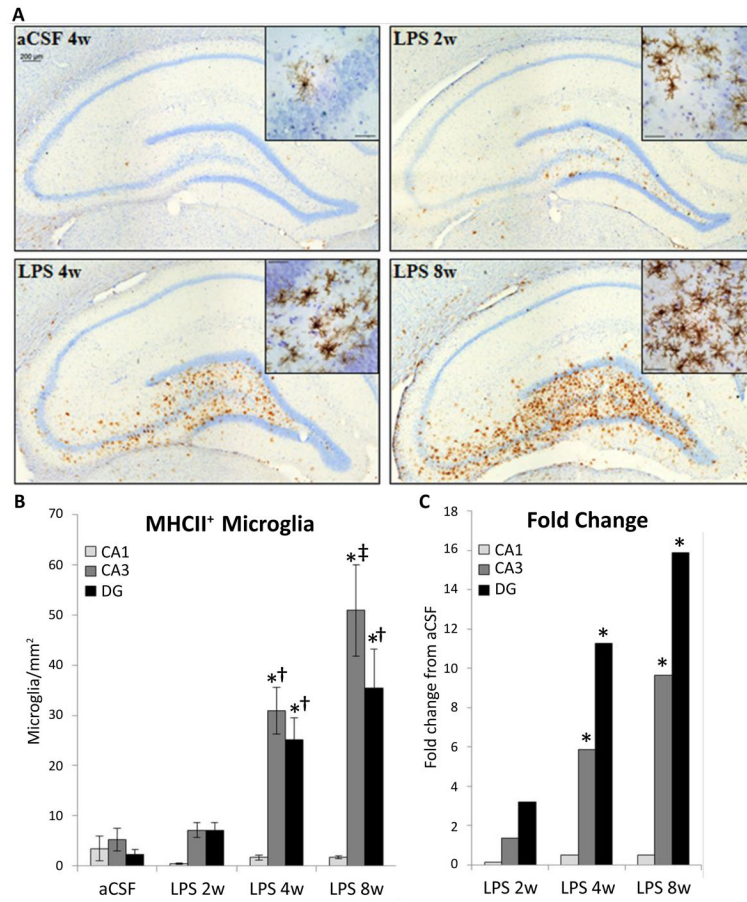 A
aCSF 4w
200 µm
LPS 2w
LPS 4w
LPS 8w
B
MHCII⁺ Microglia
CA1
CA3
DG
Microglia/mm²
70
60
50
40
30
20
10
0
*†
*†
*‡
*†
aCSF
LPS 2w
LPS 4w
LPS 8w
C
Fold Change
CA1
CA3
DG
Fold change from aCSF
18
16
14
12
10
8
6
4
2
0
*
*
*
*
LPS 2w
LPS 4w
LPS 8w